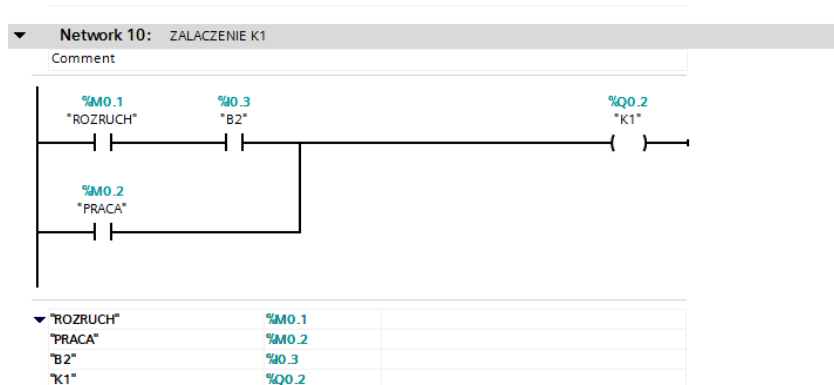 Network 10: ZALACZENIE K1
Comment
%M0.1 %I0.3 %Q0.2
"ROZRUCH" "B2" "K1"
%M0.2
"PRACA"
"ROZRUCH" %M0.1
"PRACA" %M0.2
"B2" %I0.3
"K1" %Q0.2